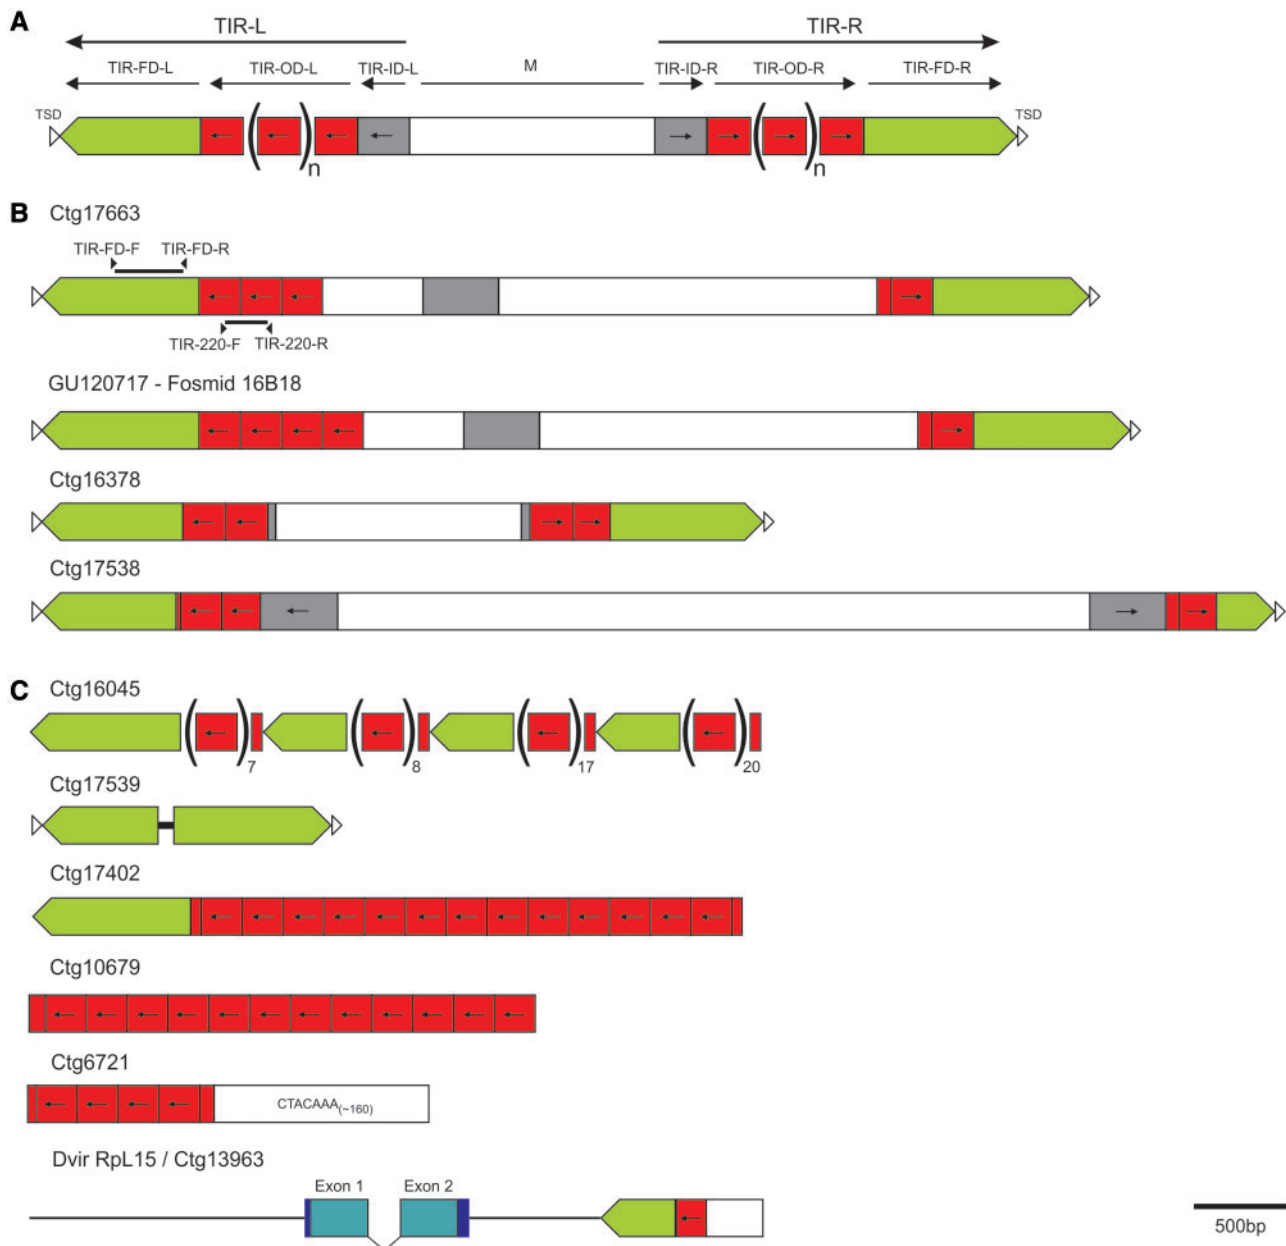 A
TIR-L
TIR-R
TIR-FD-L
TIR-OD-L
TIR-ID-L
M
TIR-ID-R
TIR-OD-R
TIR-FD-R
TSD
TSD
n
n
B
Ctg17663
TIR-FD-F
TIR-FD-R
TIR-220-F
TIR-220-R
GU120717 - Fosmid 16B18
Ctg16378
Ctg17538
C
Ctg16045
7
8
17
20
Ctg17539
Ctg17402
Ctg10679
Ctg6721
CTACAAA(~160)
Dvir RpL15 / Ctg13963
Exon 1
Exon 2
500bp